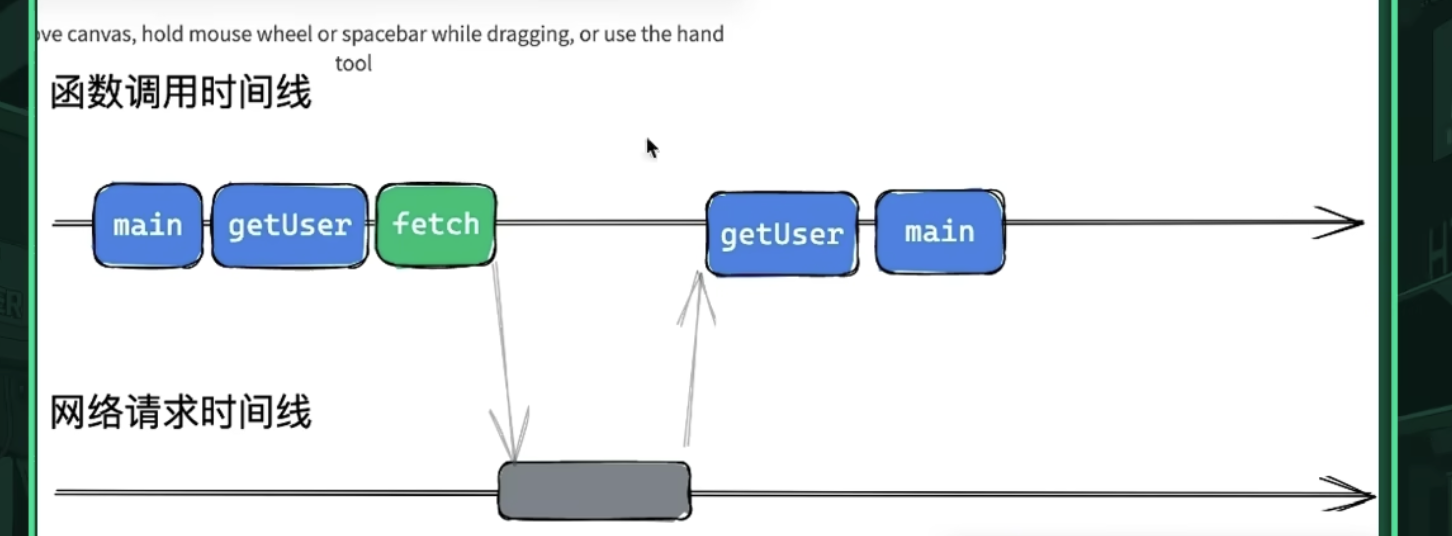 ve canvas, hold mouse wheel or spacebar while dragging, or use the hand
tool
函数调用时间线
main getUser fetch getUser main
网络请求时间线